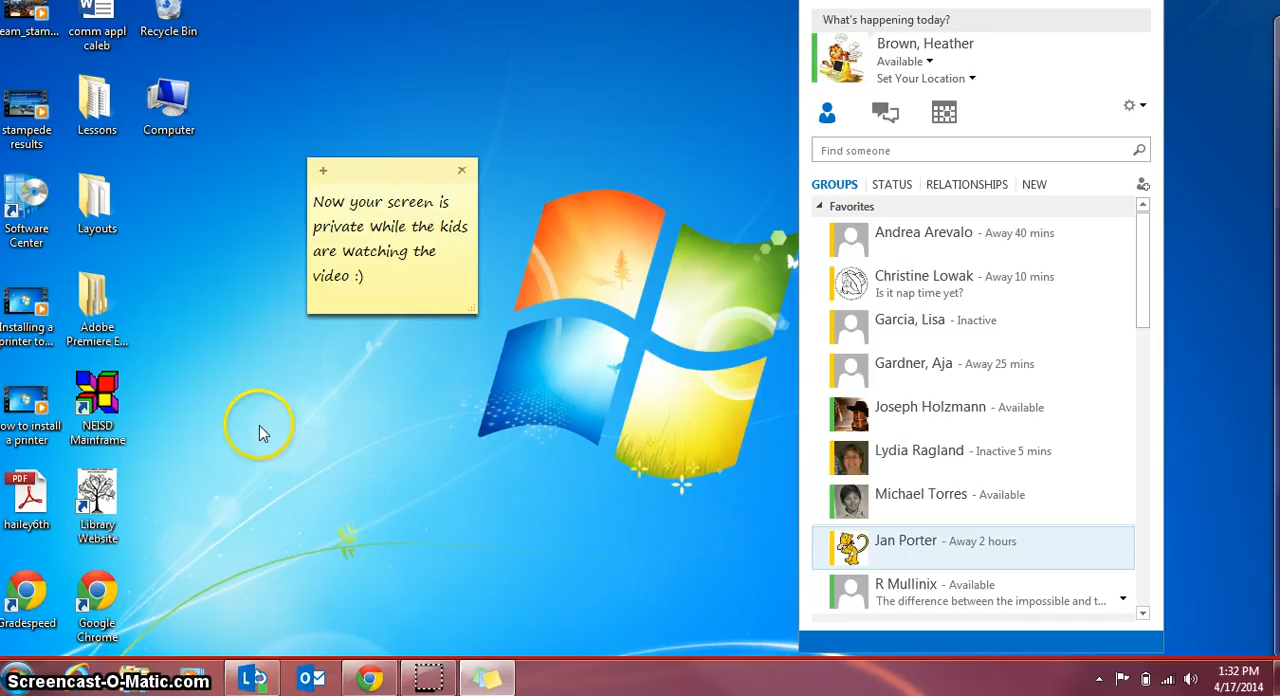 eam_stam...
comm appl
caleb
Recycle Bin
stampede
results
Lessons
Computer
Software
Center
Layouts
Installing a
printer to...
Adobe
Premiere E...
ow to install
a printer
NEISD
Mainframe
PDF
hailey6th
Library
Website
Gradespeed
Google
Chrome
+ ×
Now your screen is
private while the kids
are watching the
video :)
What's happening today?
Brown, Heather
Available
Set Your Location
Find someone
GROUPS STATUS RELATIONSHIPS NEW
Favorites
Andrea Arevalo - Away 40 mins
Christine Lowak - Away 10 mins
Is it nap time yet?
Garcia, Lisa - Inactive
Gardner, Aja - Away 25 mins
Joseph Holzmann - Available
Lydia Ragland - Inactive 5 mins
Michael Torres - Available
Jan Porter - Away 2 hours
R Mullinix - Available
The difference between the impossible and t...
Screencast-O-Matic.com
1:32 PM
4/17/2014